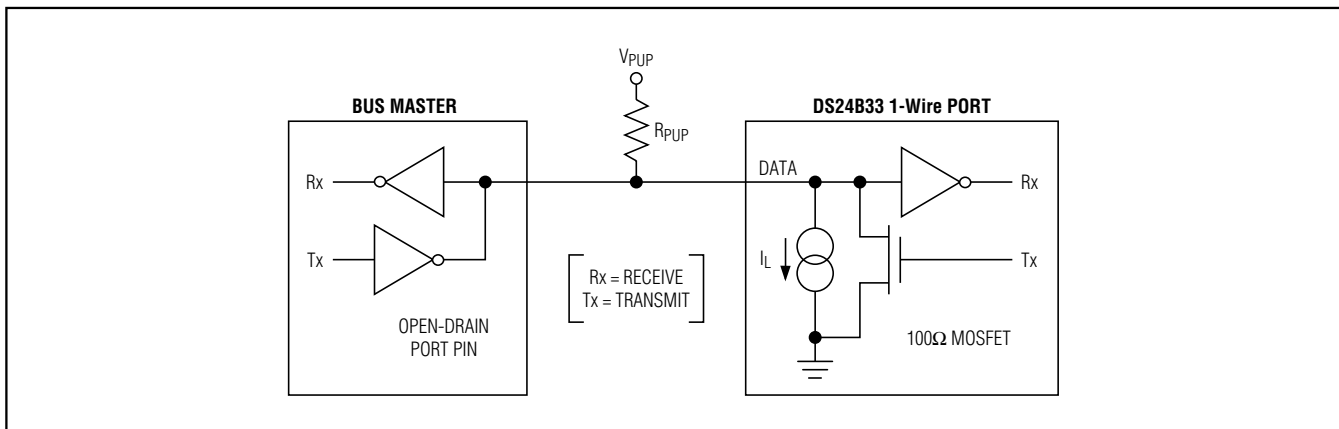 VPUP
BUS MASTER
DS24B33 1-Wire PORT
RPUP
Rx
DATA
Rx
Tx
IL
Tx
Rx = RECEIVE
Tx = TRANSMIT
OPEN-DRAIN
PORT PIN
100Ω MOSFET